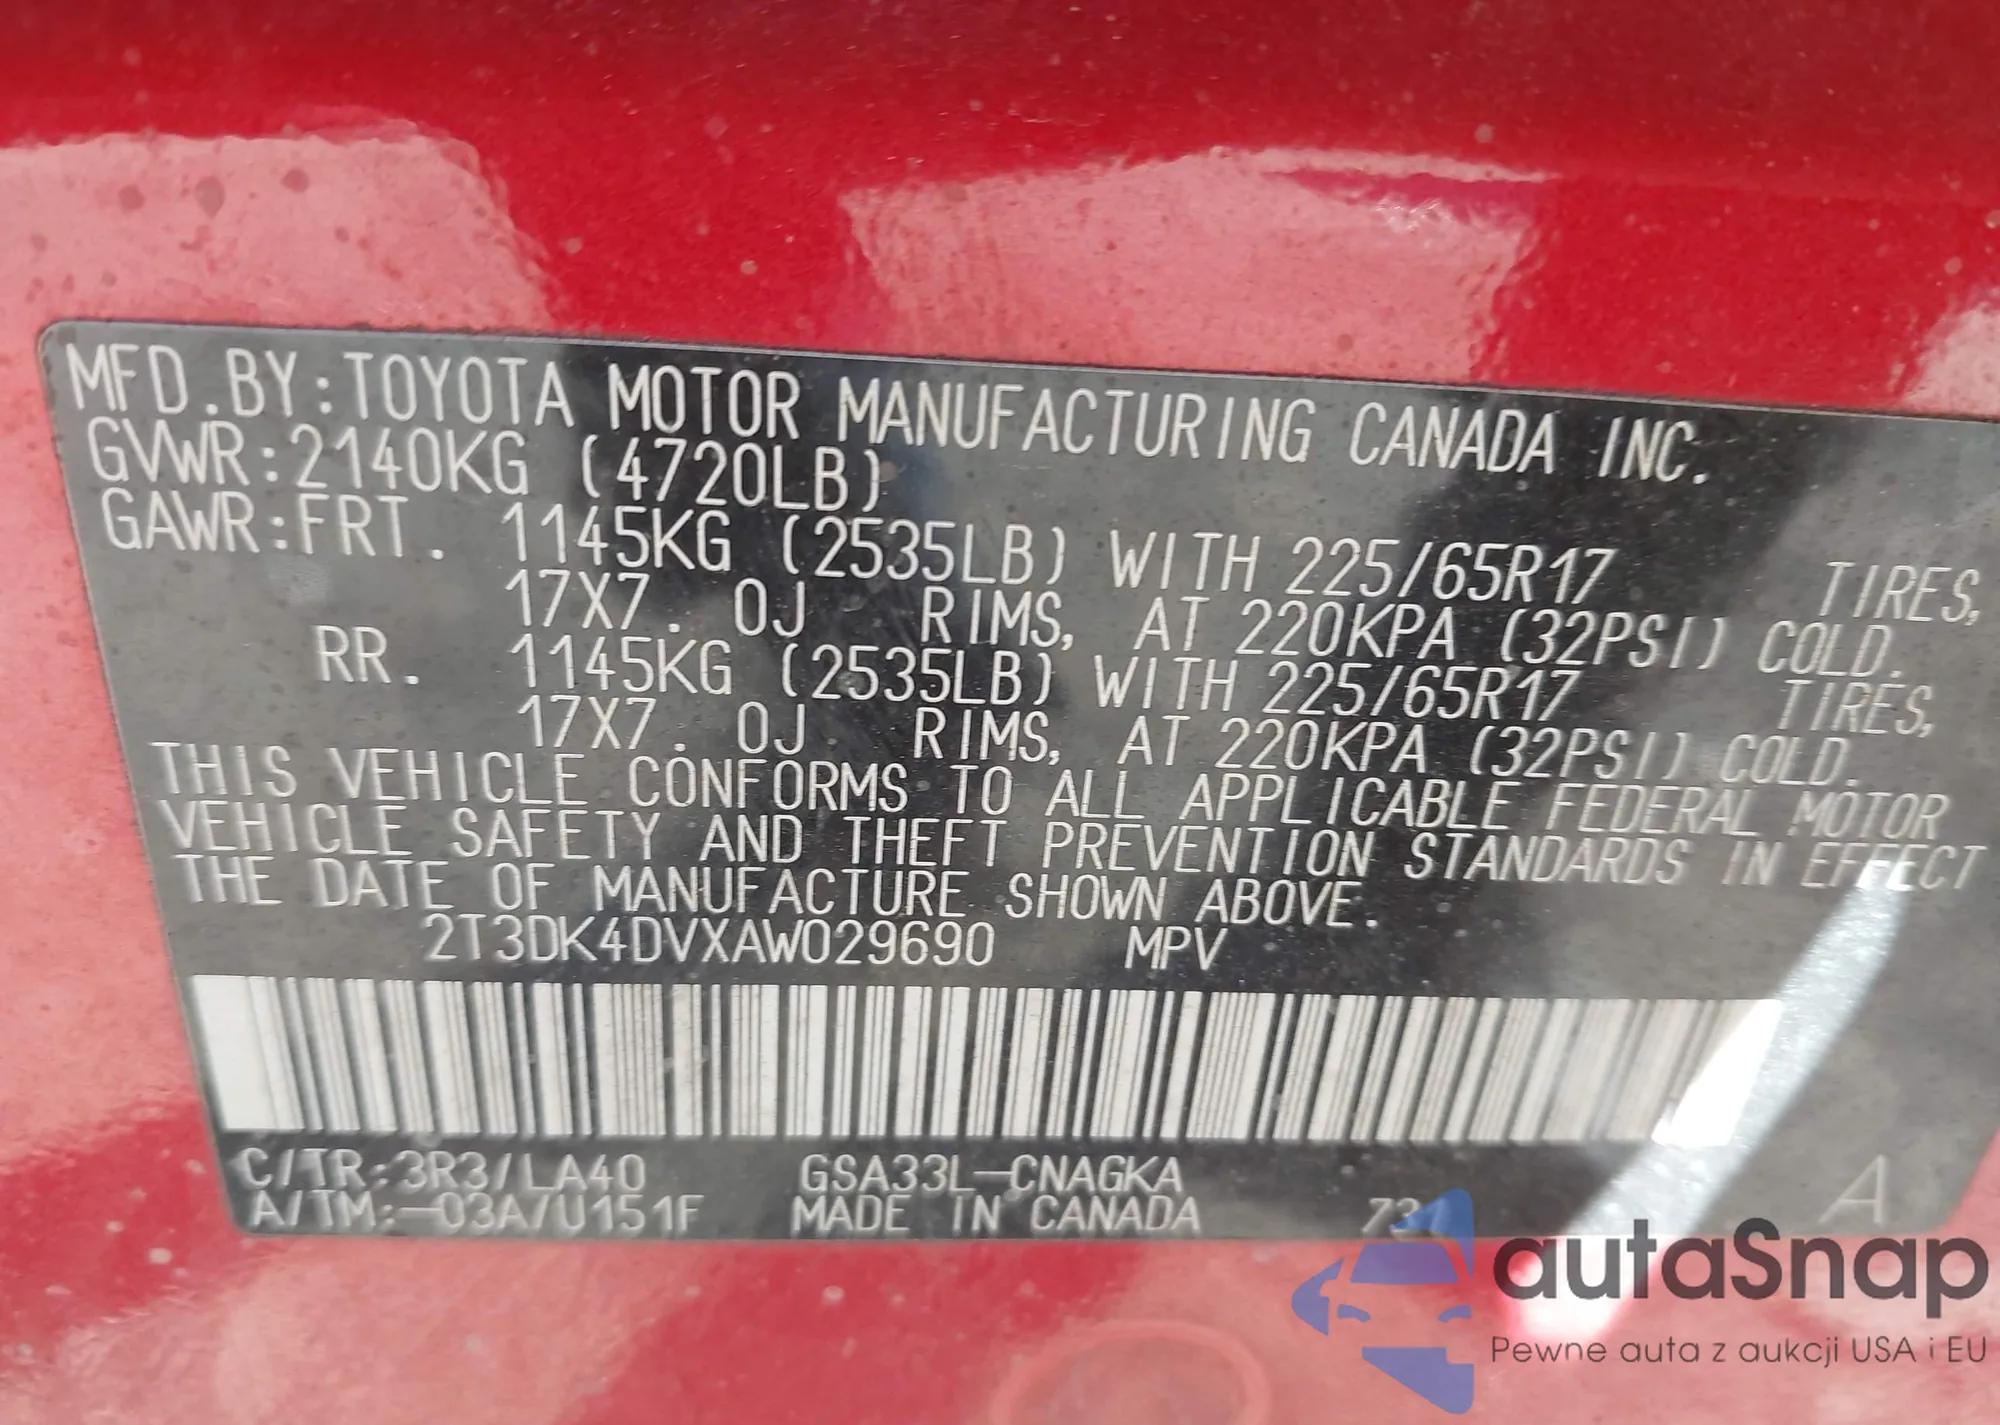 MFD.BY:TOYOTA MOTOR MANUFACTURING CANADA INC.
GVWR:2140KG (4720LB)
GAWR:FRT. 1145KG (2535LB) WITH 225/65R17 TIRES,
17X7.0J RIMS, AT 220KPA (32PSI) COLD.
RR. 1145KG (2535LB) WITH 225/65R17 TIRES,
17X7.0J RIMS, AT 220KPA (32PSI) COLD.
THIS VEHICLE CONFORMS TO ALL APPLICABLE FEDERAL MOTOR
VEHICLE SAFETY AND THEFT PREVENTION STANDARDS IN EFFECT
THE DATE OF MANUFACTURE SHOWN ABOVE.
2T3DK4DVXAW029690 MPV
C/TR:3R3/LA40 GSA33L-CNAGKA
A/TM:-03A/U151F MADE IN CANADA
A
autaSnap
Pewne auta z aukcji USA i EU